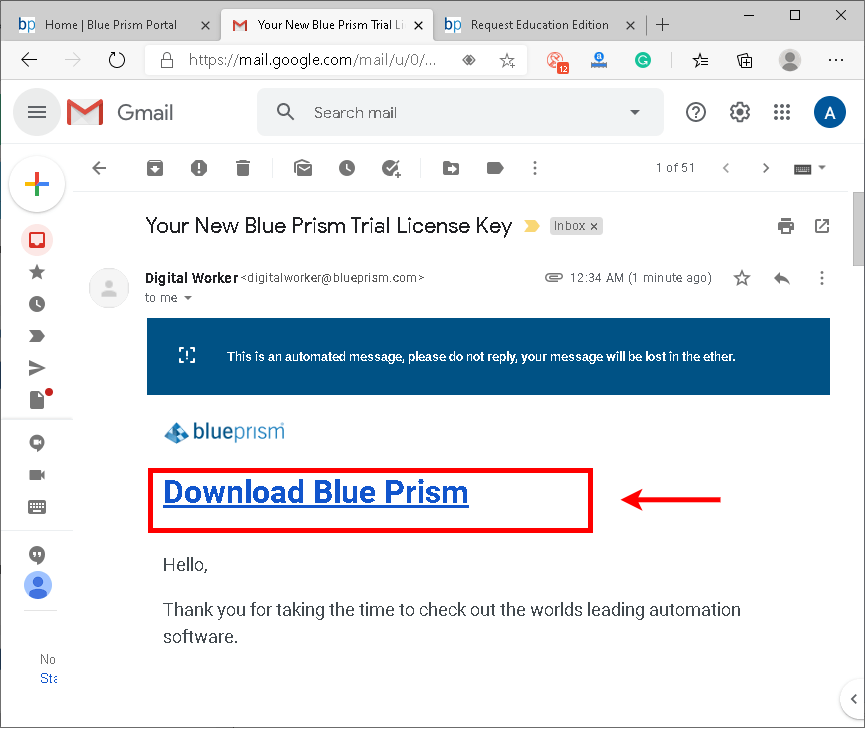 bp Home | Blue Prism Portal
Your New Blue Prism Trial Li
bp Request Education Edition
https://mail.google.com/mail/u/0/...
12
a
G
Gmail
Search mail
A
1 of 51
Your New Blue Prism Trial License Key
Inbox x
Digital Worker <digitalworker@blueprism.com>
12:34 AM (1 minute ago)
to me
This is an automated message, please do not reply, your message will be lost in the ether.
blueprism
Download Blue Prism
Hello,
Thank you for taking the time to check out the worlds leading automation
software.
No
Sta